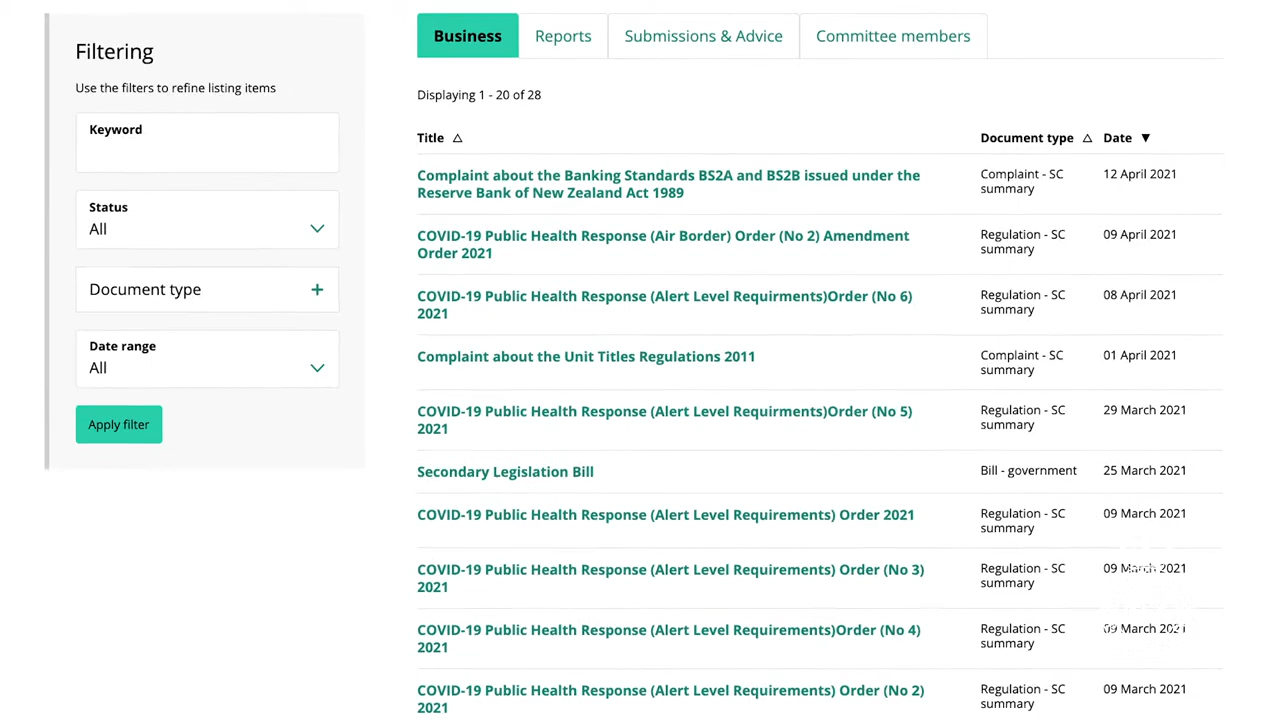 Filtering
Use the filters to refine listing items
Keyword
Status
All
Document type
Date range
All
Apply filter
Business
Reports
Submissions & Advice
Committee members
Displaying 1 - 20 of 28
Title
Document type
Date
Complaint about the Banking Standards BS2A and BS2B issued under the
Reserve Bank of New Zealand Act 1989
Complaint - SC
summary
12 April 2021
COVID-19 Public Health Response (Air Border) Order (No 2) Amendment
Order 2021
Regulation - SC
summary
09 April 2021
COVID-19 Public Health Response (Alert Level Requirments)Order (No 6)
2021
Regulation - SC
summary
08 April 2021
Complaint about the Unit Titles Regulations 2011
Complaint - SC
summary
01 April 2021
COVID-19 Public Health Response (Alert Level Requirments)Order (No 5)
2021
Regulation - SC
summary
29 March 2021
Secondary Legislation Bill
Bill - government
25 March 2021
COVID-19 Public Health Response (Alert Level Requirements) Order 2021
Regulation - SC
summary
09 March 2021
COVID-19 Public Health Response (Alert Level Requirements) Order (No 3)
2021
Regulation - SC
summary
09 March 2021
COVID-19 Public Health Response (Alert Level Requirements)Order (No 4)
2021
Regulation - SC
summary
09 March 2021
COVID-19 Public Health Response (Alert Level Requirements) Order (No 2)
2021
Regulation - SC
summary
09 March 2021